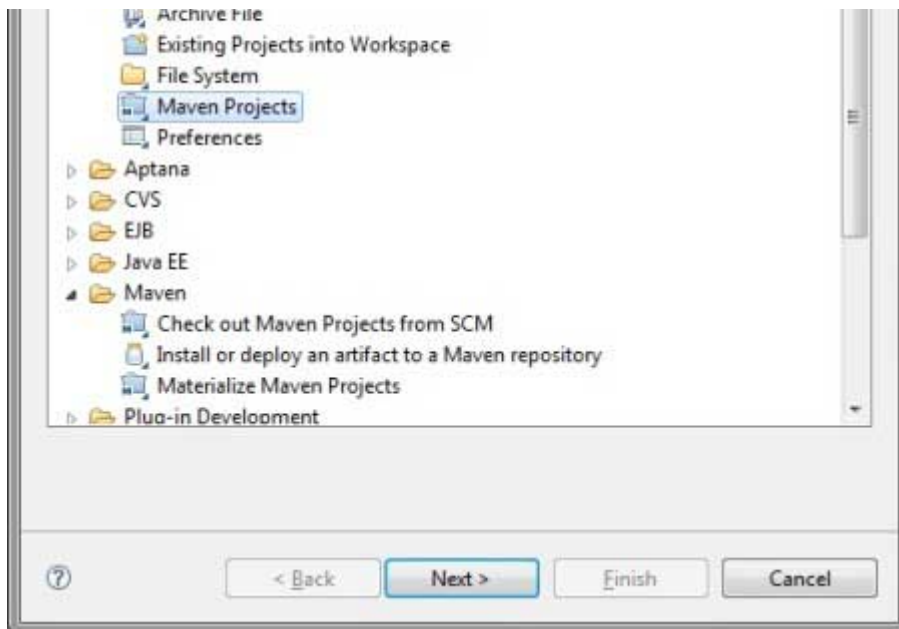 Archive File
Existing Projects into Workspace
File System
Maven Projects
Preferences
Aptana
CVS
EJB
Java EE
Maven
Check out Maven Projects from SCM
Install or deploy an artifact to a Maven repository
Materialize Maven Projects
Plug-in Development
? < Back Next > Finish Cancel